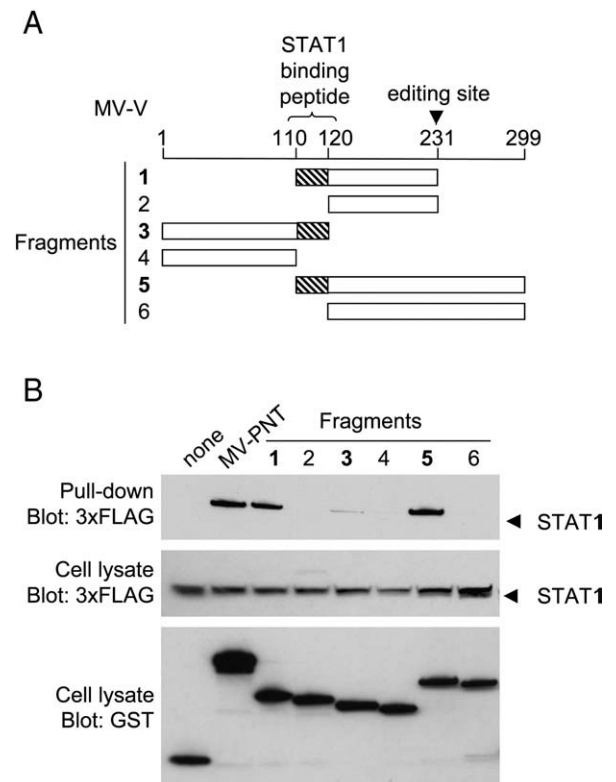 A
STAT1
binding
peptide
editing site
▼
MV-V
1 110 120 231 299
1
2
3
Fragments
4
5
6
B
none MV-PNT Fragments
1 2 3 4 5 6
Pull-down
Blot: 3xFLAG
◄ STAT1
Cell lysate
Blot: 3xFLAG
◄ STAT1
Cell lysate
Blot: GST